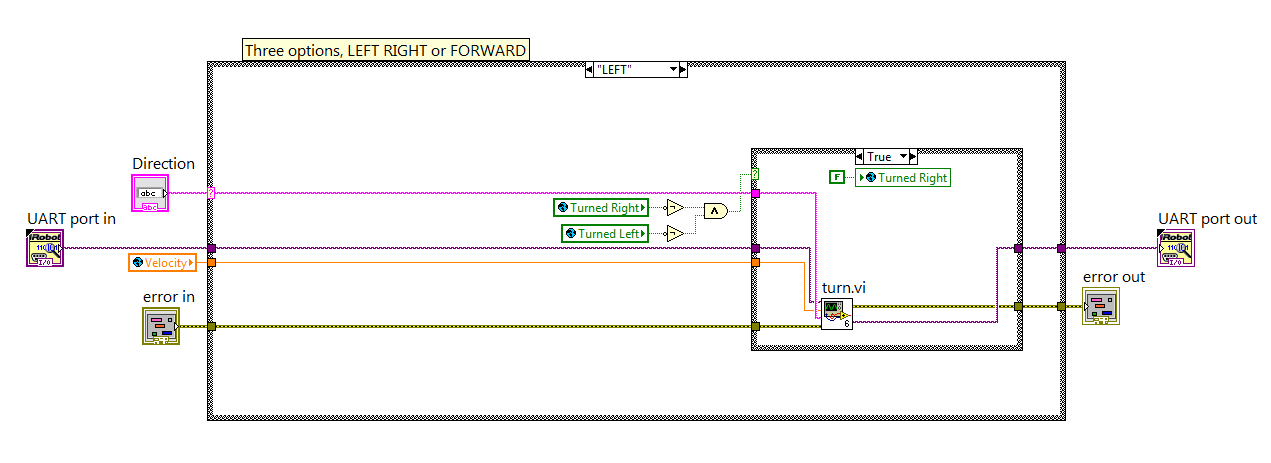 Three options, LEFT RIGHT or FORWARD
"LEFT"
Direction
abc
abc
?
?
True
F
Turned Right
Turned Right
Turned Left
UART port in
iRobot
I/O
Velocity
error in
turn.vi
6
UART port out
iRobot
I/O
error out